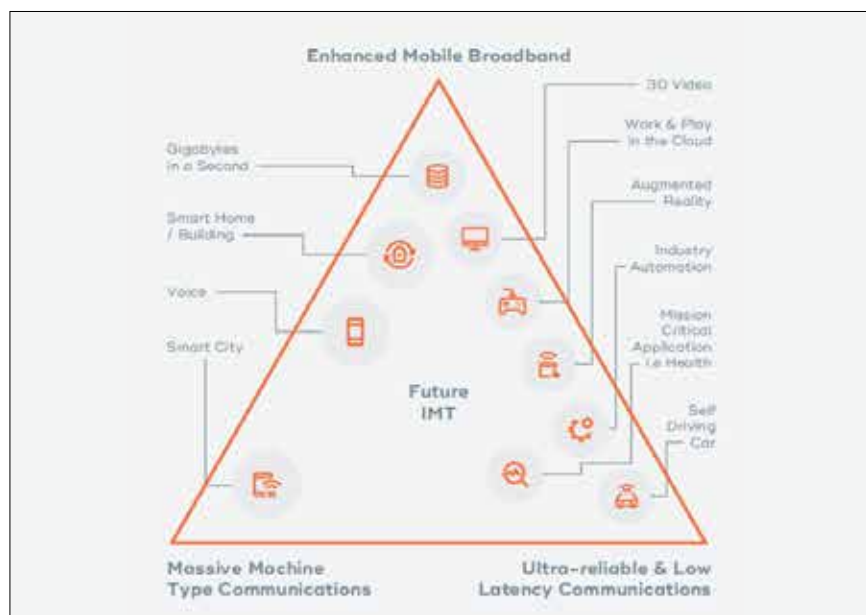 Enhanced Mobile Broadband
3D Video
Work & Play
in the Cloud
Gigabytes
in a Second
Augmented
Reality
Smart Home
/ Building
Industry
Automation
Voice
Mission
Critical
Application
i.e Health
Smart City
Future
IMT
Self
Driving
Car
Massive Machine
Type Communications
Ultra-reliable & Low
Latency Communications